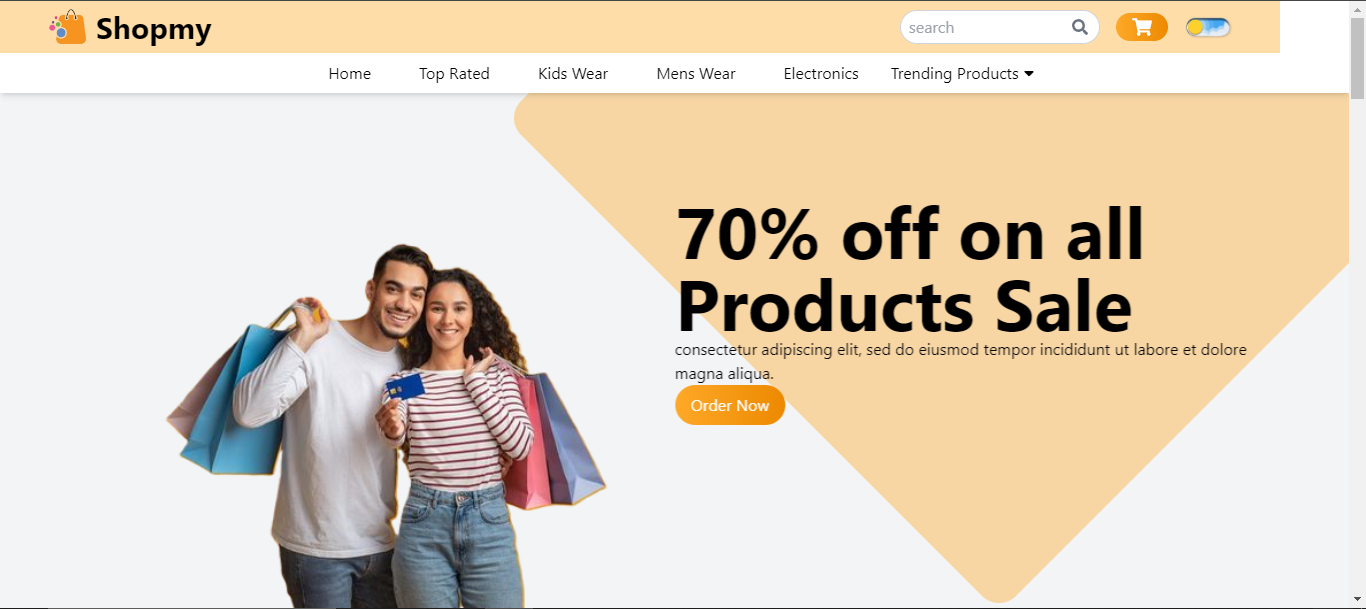 Shopmy
search
Home Top Rated Kids Wear Mens Wear Electronics Trending Products
70% off on all
Products Sale
consectetur adipiscing elit, sed do eiusmod tempor incididunt ut labore et dolore
magna aliqua.
Order Now